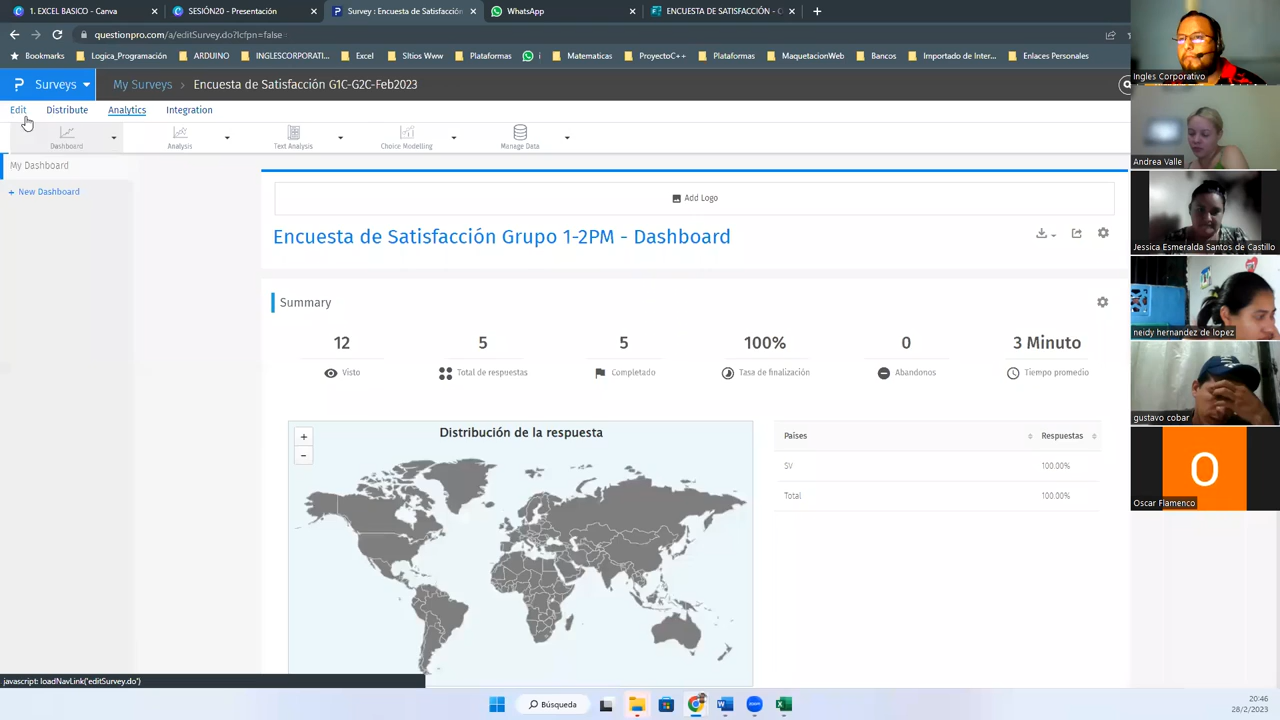 1. EXCEL BASICO - Canva
SESIÓN20 - Presentación
Survey : Encuesta de Satisfacción
WhatsApp
ENCUESTA DE SATISFACCIÓN - C
questionpro.com/a/editSurvey.do?lcfpn=false
Bookmarks
Logica_Programación
ARDUINO
INGLESCORPORATI...
Excel
SItios Www
Platfomas
i
Matematicas
ProyectoC++
Plataformas
MaquetacionWeb
Bancos
Importado de Inter...
Enlaces Personales
P Surveys
My Surveys
Encuesta de Satisfacción G1C-G2C-Feb2023
Edit
Distribute
Analytics
Integration
Dashboard
Analysis
Text Analysis
Choice Modelling
Manage Data
My Dashboard
+ New Dashboard
Add Logo
Encuesta de Satisfacción Grupo 1-2PM - Dashboard
Summary
12
5
5
100%
0
3 Minuto
Visto
Total de respuestas
Completado
Tasa de finalización
Abandonos
Tiempo promedio
Distribución de la respuesta
+
-
Países
Respuestas
SV
100.00%
Total
100.00%
javascript: loadNavLink('editSurvey.do')
Búsqueda
20:46
28/2/2023
Ingles Corporativo
Andrea Valle
Jessica Esmeralda Santos de Castillo
neidy hernandez de lopez
gustavo cobar
O
Oscar Flamenco